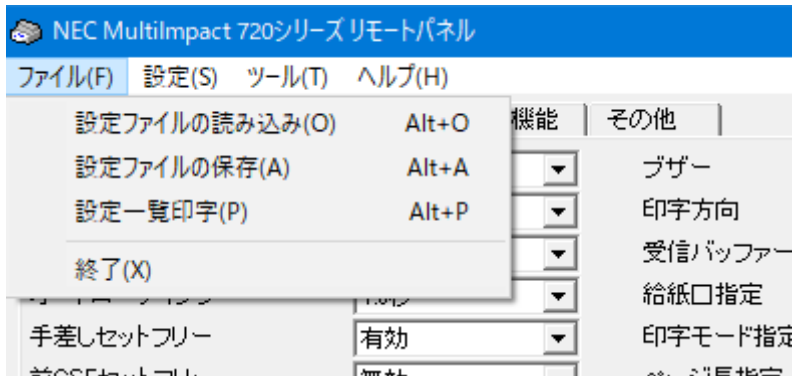 NEC MultiImpact 720シリーズ リモートパネル
ファイル(F) 設定(S) ツール(T) ヘルプ(H)
設定ファイルの読み込み(O) Alt+O
設定ファイルの保存(A) Alt+A
設定一覧印字(P) Alt+P
終了(X)
機能 その他
ブザー
印字方向
受信バッファー
給紙口指定
手差しセットフリー 有効 印字モード指定